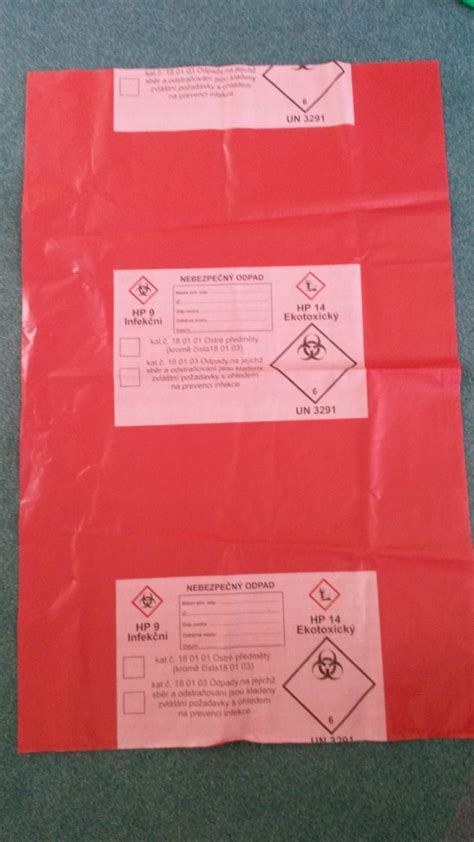 kat.č. 18 01 03 Odpady,na jejichž
sběr a odstraňování jsou kladeny
zvláštní požadavky s ohledem
na prevenci infekce
6
UN 3291
NEBEZPEČNÝ ODPAD
HP 9
Infekční
HP 14
Ekotoxický
Datum
kat.č. 18 01 01 Ostré předměty
(kromě čísla18 01 03)
kat.č. 18 01 03 Odpady,na jejichž
sběr a odstraňování jsou kladeny
zvláštní požadavky s ohledem
na prevenci infekce
6
UN 3291
NEBEZPEČNÝ ODPAD
HP 9
Infekční
HP 14
Ekotoxický
Datum
kat.č. 18 01 01 Ostré předměty
(kromě čísla18 01 03)
kat.č. 18 01 03 Odpady,na jejichž
sběr a odstraňování jsou kladeny
zvláštní požadavky s ohledem
na prevenci infekce
6
UN 3291